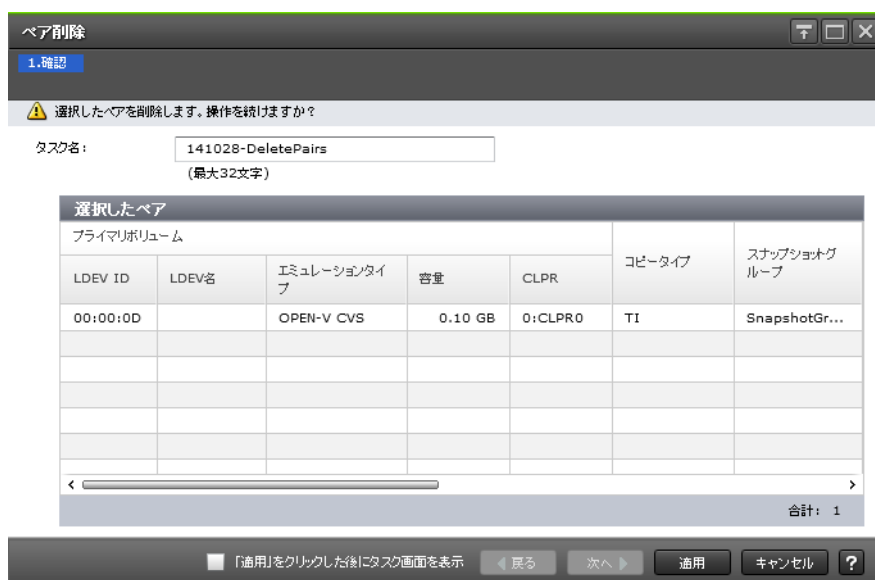 ペア削除
1.確認
選択したペアを削除します。操作を続けますか?
タスク名: 141028-DeletePairs
(最大32文字)
選択したペア
プライマリボリューム コピータイプ スナップショットグ
ループ
LDEV ID LDEV名 エミュレーションタイ
プ 容量 CLPR
00:00:0D OPEN-V CVS 0.10 GB 0:CLPR0 TI SnapshotGr...
合計: 1
「適用」をクリックした後にタスク画面を表示 戻る 次へ 適用 キャンセル ?